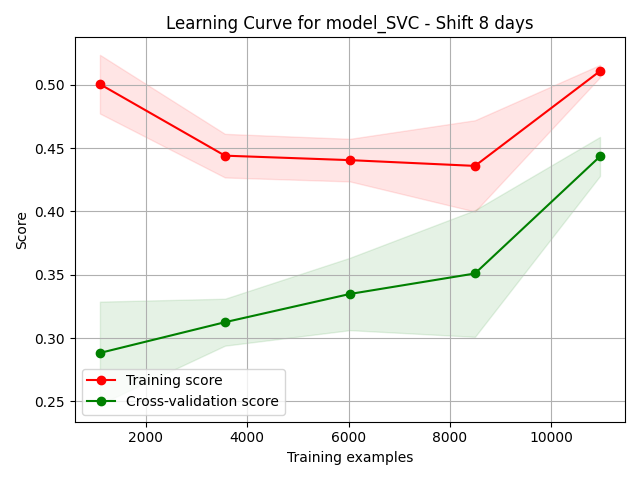 Learning Curve for model_SVC - Shift 8 days
Score
0.50
0.45
0.40
0.35
0.30
0.25
Training score
Cross-validation score
2000 4000 6000 8000 10000
Training examples